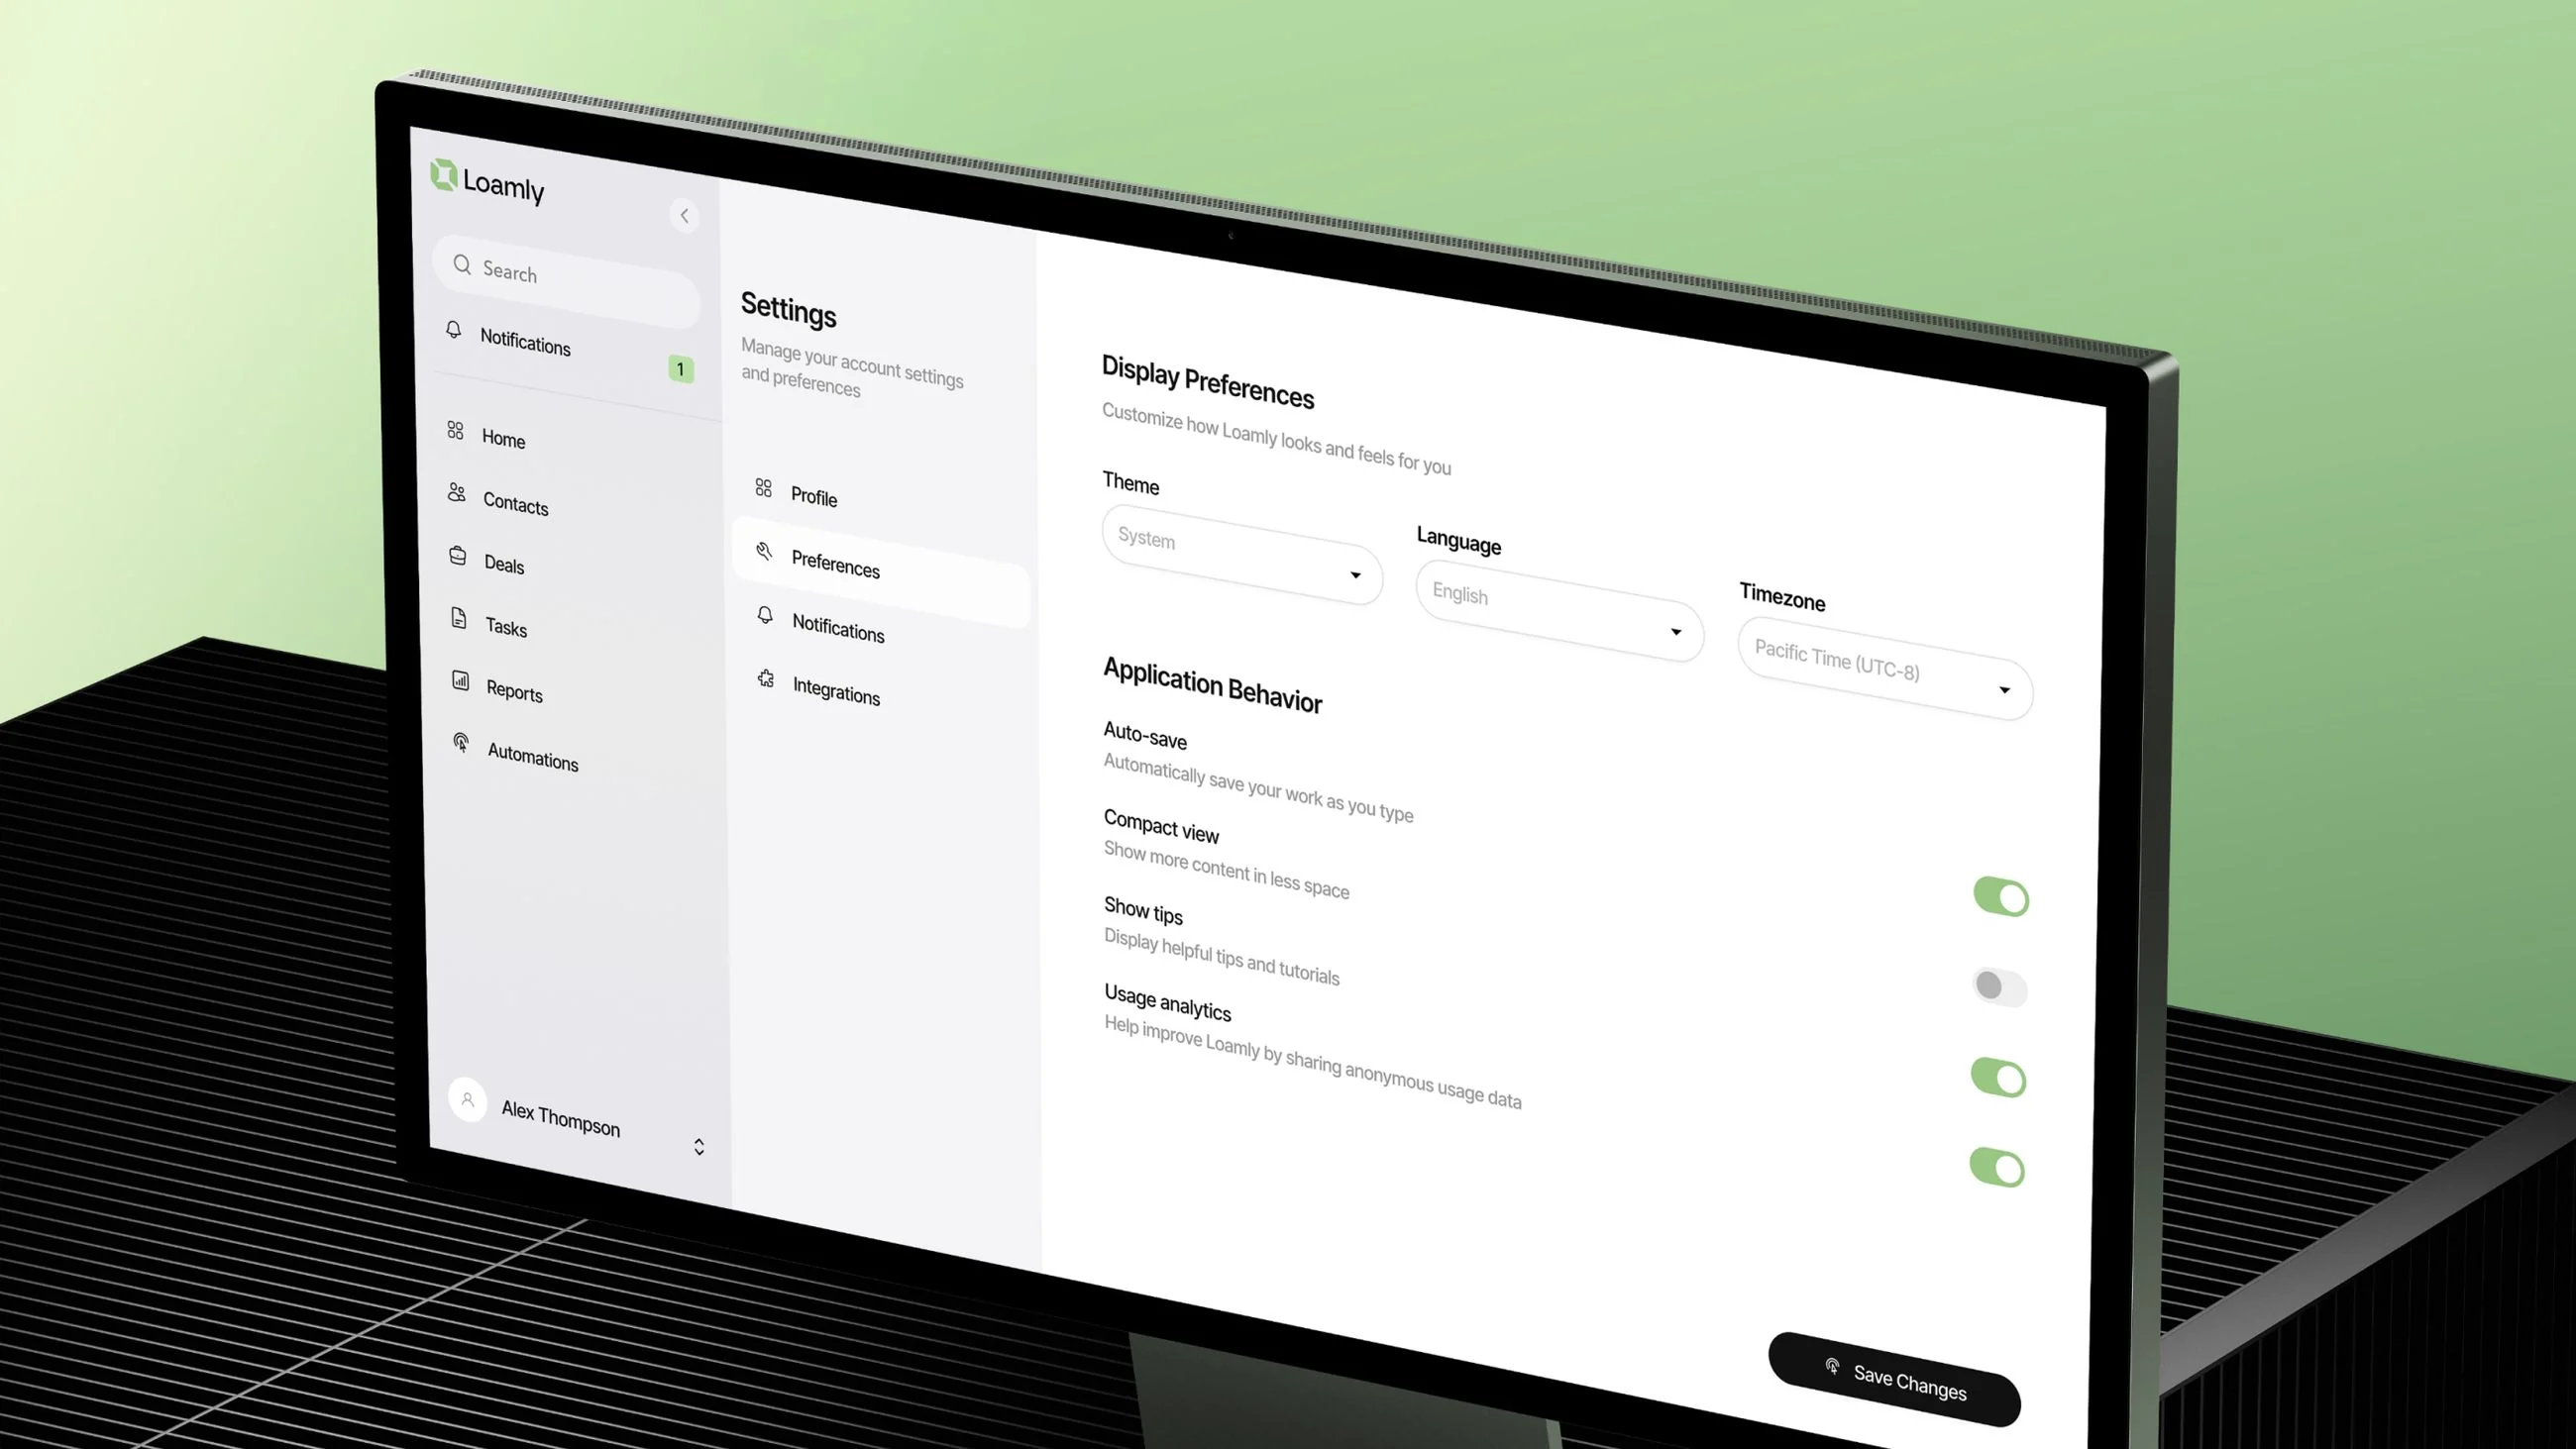 Loamly
Search
Notifications
1
Home
Contacts
Deals
Tasks
Reports
Automations
Alex Thompson
Settings
Manage your account settings
and preferences
Profile
Preferences
Notifications
Integrations
Display Preferences
Customize how Loamly looks and feels for you
Theme
System
Language
English
Timezone
Pacific Time (UTC-8)
Application Behavior
Auto-save
Automatically save your work as you type
Compact view
Show more content in less space
Show tips
Display helpful tips and tutorials
Usage analytics
Help improve Loamly by sharing anonymous usage data
Save Changes